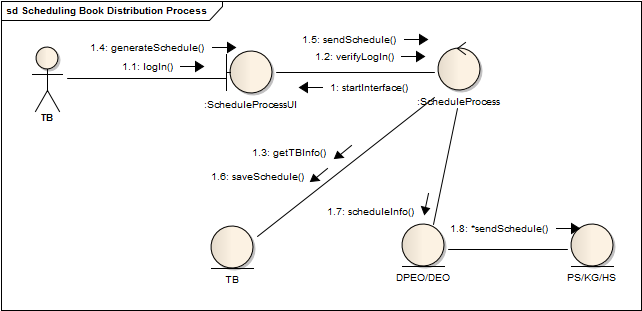 sd Scheduling Book Distribution Process
1.4: generateSchedule()
1.5: sendSchedule()
1.1: logIn()
1.2: verifyLogIn()
1: startInterface()
TB
:ScheduleProcessUI
:ScheduleProcess
1.3: getTBInfo()
1.6: saveSchedule()
1.7: scheduleInfo()
1.8: *sendSchedule()
TB
DPEO/DEO
PS/KG/HS